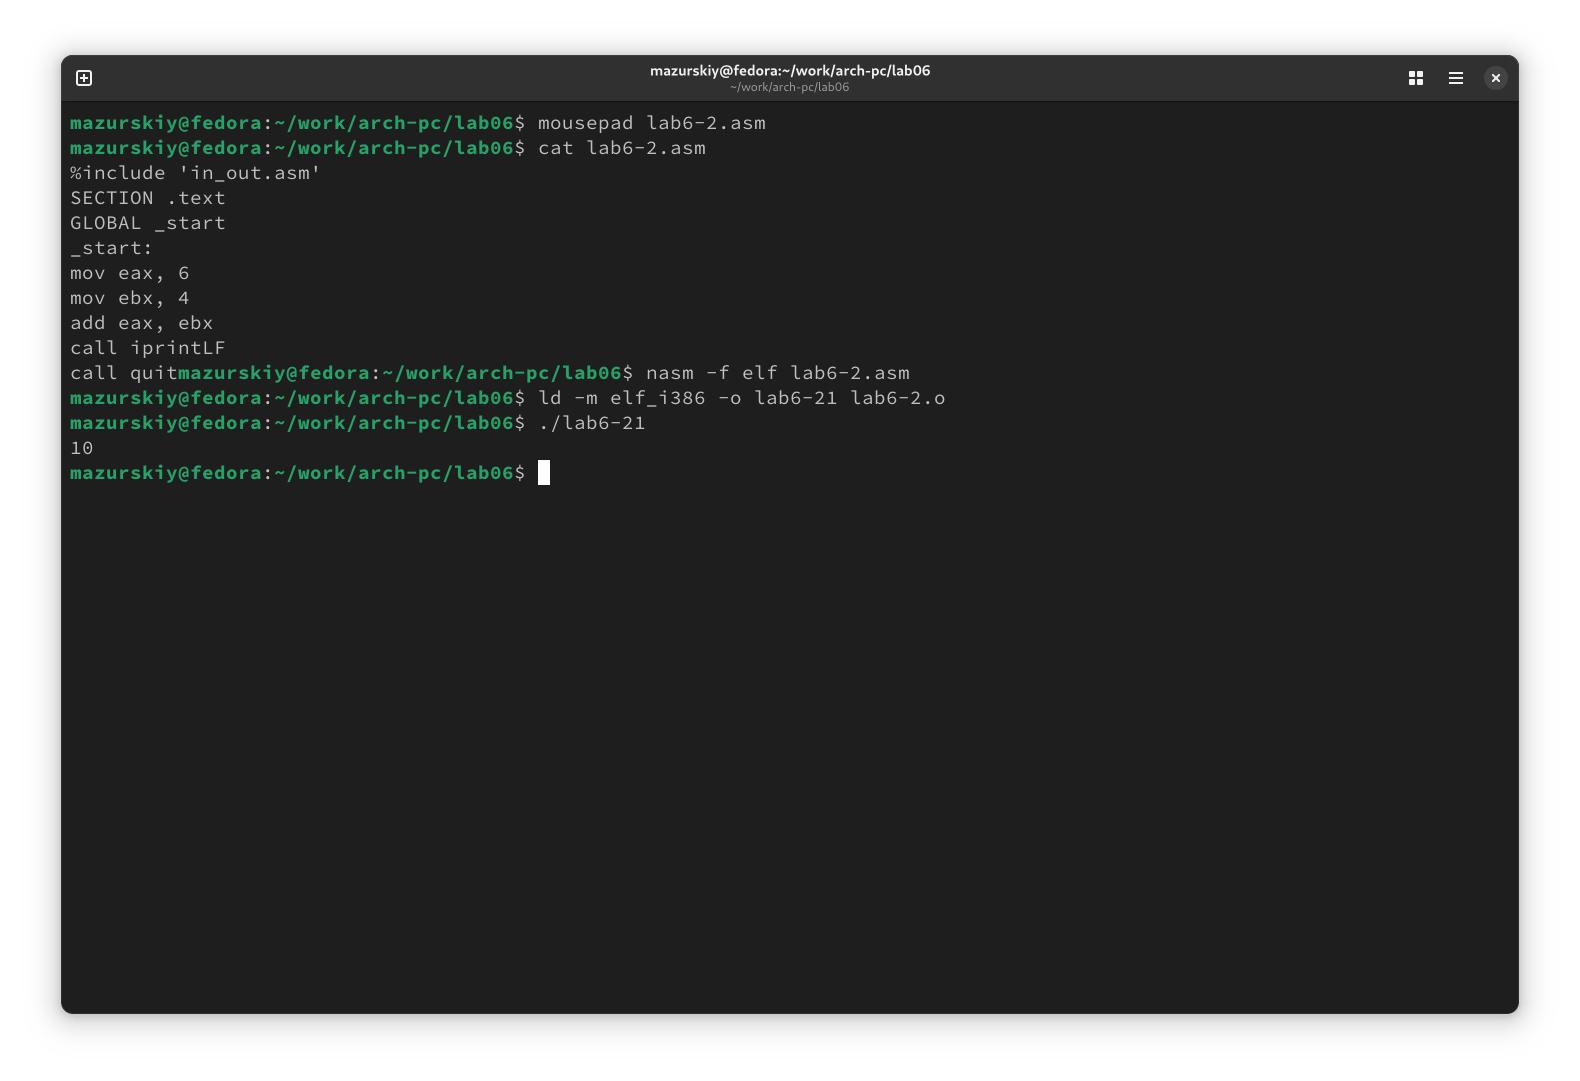 mazurskiy@fedora:~/work/arch-pc/lab06
~/work/arch-pc/lab06
mazurskiy@fedora:~/work/arch-pc/lab06$ mousepad lab6-2.asm
mazurskiy@fedora:~/work/arch-pc/lab06$ cat lab6-2.asm
%include 'in_out.asm'
SECTION .text
GLOBAL _start
_start:
mov eax, 6
mov ebx, 4
add eax, ebx
call iprintLF
call quitmazurskiy@fedora:~/work/arch-pc/lab06$ nasm -f elf lab6-2.asm
mazurskiy@fedora:~/work/arch-pc/lab06$ ld -m elf_i386 -o lab6-21 lab6-2.o
mazurskiy@fedora:~/work/arch-pc/lab06$ ./lab6-21
10
mazurskiy@fedora:~/work/arch-pc/lab06$